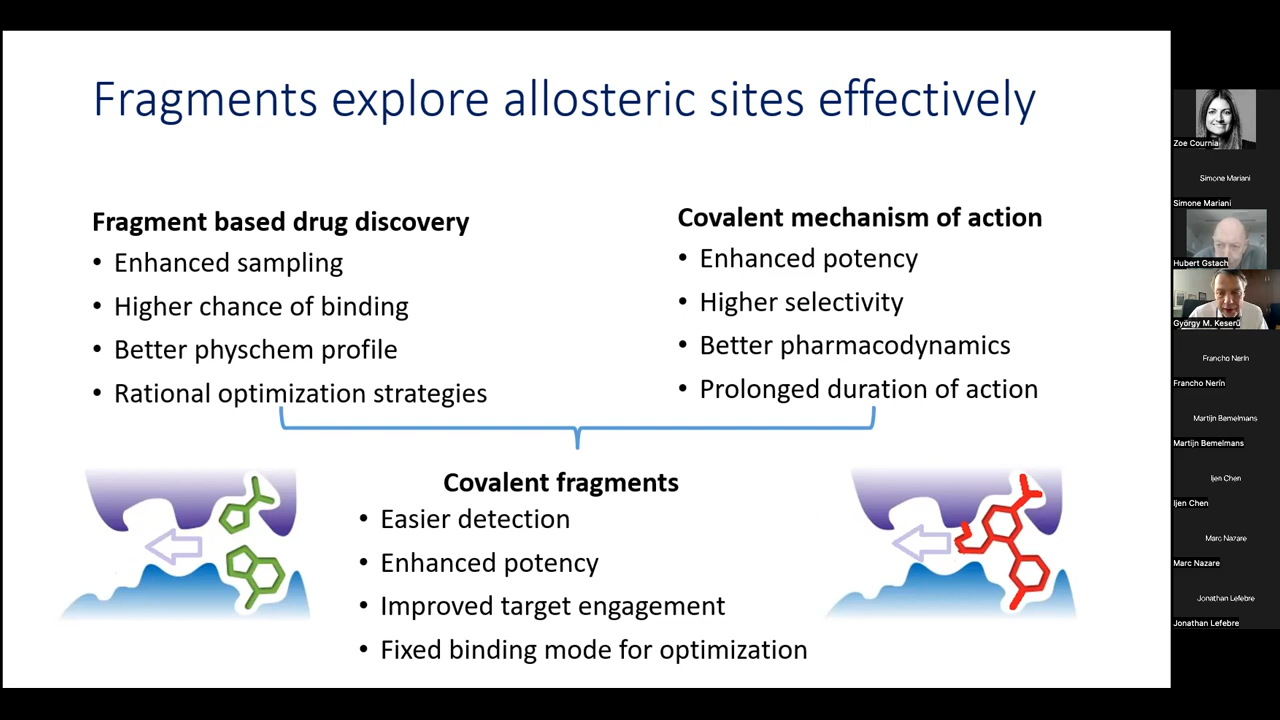 Fragments explore allosteric sites effectively
Fragment based drug discovery
• Enhanced sampling
• Higher chance of binding
• Better physchem profile
• Rational optimization strategies
Covalent mechanism of action
• Enhanced potency
• Higher selectivity
• Better pharmacodynamics
• Prolonged duration of action
Covalent fragments
• Easier detection
• Enhanced potency
• Improved target engagement
• Fixed binding mode for optimization
Zoe Cournia
Simone Mariani
Simone Mariani
Hubert Gstach
György M. Keserű
Francho Nerín
Francho Nerín
Martijn Bemelmans
Martijn Bemelmans
Ijen Chen
Ijen Chen
Marc Nazare
Marc Nazare
Jonathan Lefebre
Jonathan Lefebre